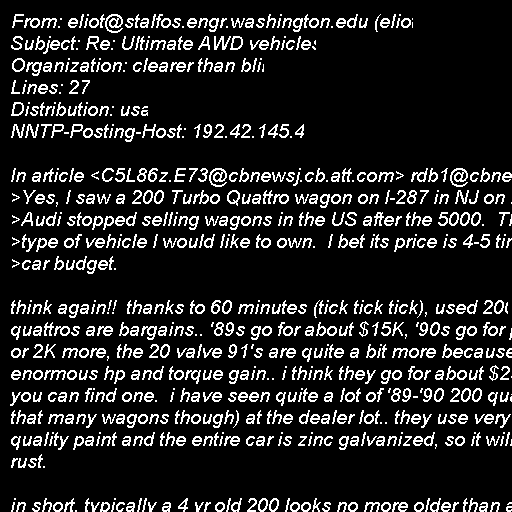 From: eliot@stalfos.engr.washington.edu (eliot
Subject: Re: Ultimate AWD vehicles
Organization: clearer than
Lines: 27
Distribution: usa
NNTP-Posting-Host: 192.42.145.4

In article <C5L86z.E73@cbnewsj.cb.att.com> rdb1@cbne
>Yes, I saw a 200 Turbo Quattro wagon on I-287 in NJ on
>Audi stopped selling wagons in the US after the 5000.
>type of vehicle I would like to own.  I bet its price is 4-5
>car budget.

think again!!  thanks to 60 minutes (tick tick tick), used
quattros are bargains.. '89s go for about $15K, '90s go for
or 2K more, the 20 valve 91's are quite a bit more because
enormous hp and torque gain.. i think they go for about
you can find one.  i have seen quite a lot of '89-'90 200
that many wagons though) at the dealer lot.. they use very
quality paint and the entire car is zinc galvanized, so it
rust.

in short, typically a 4 yr old 200 looks no more older than